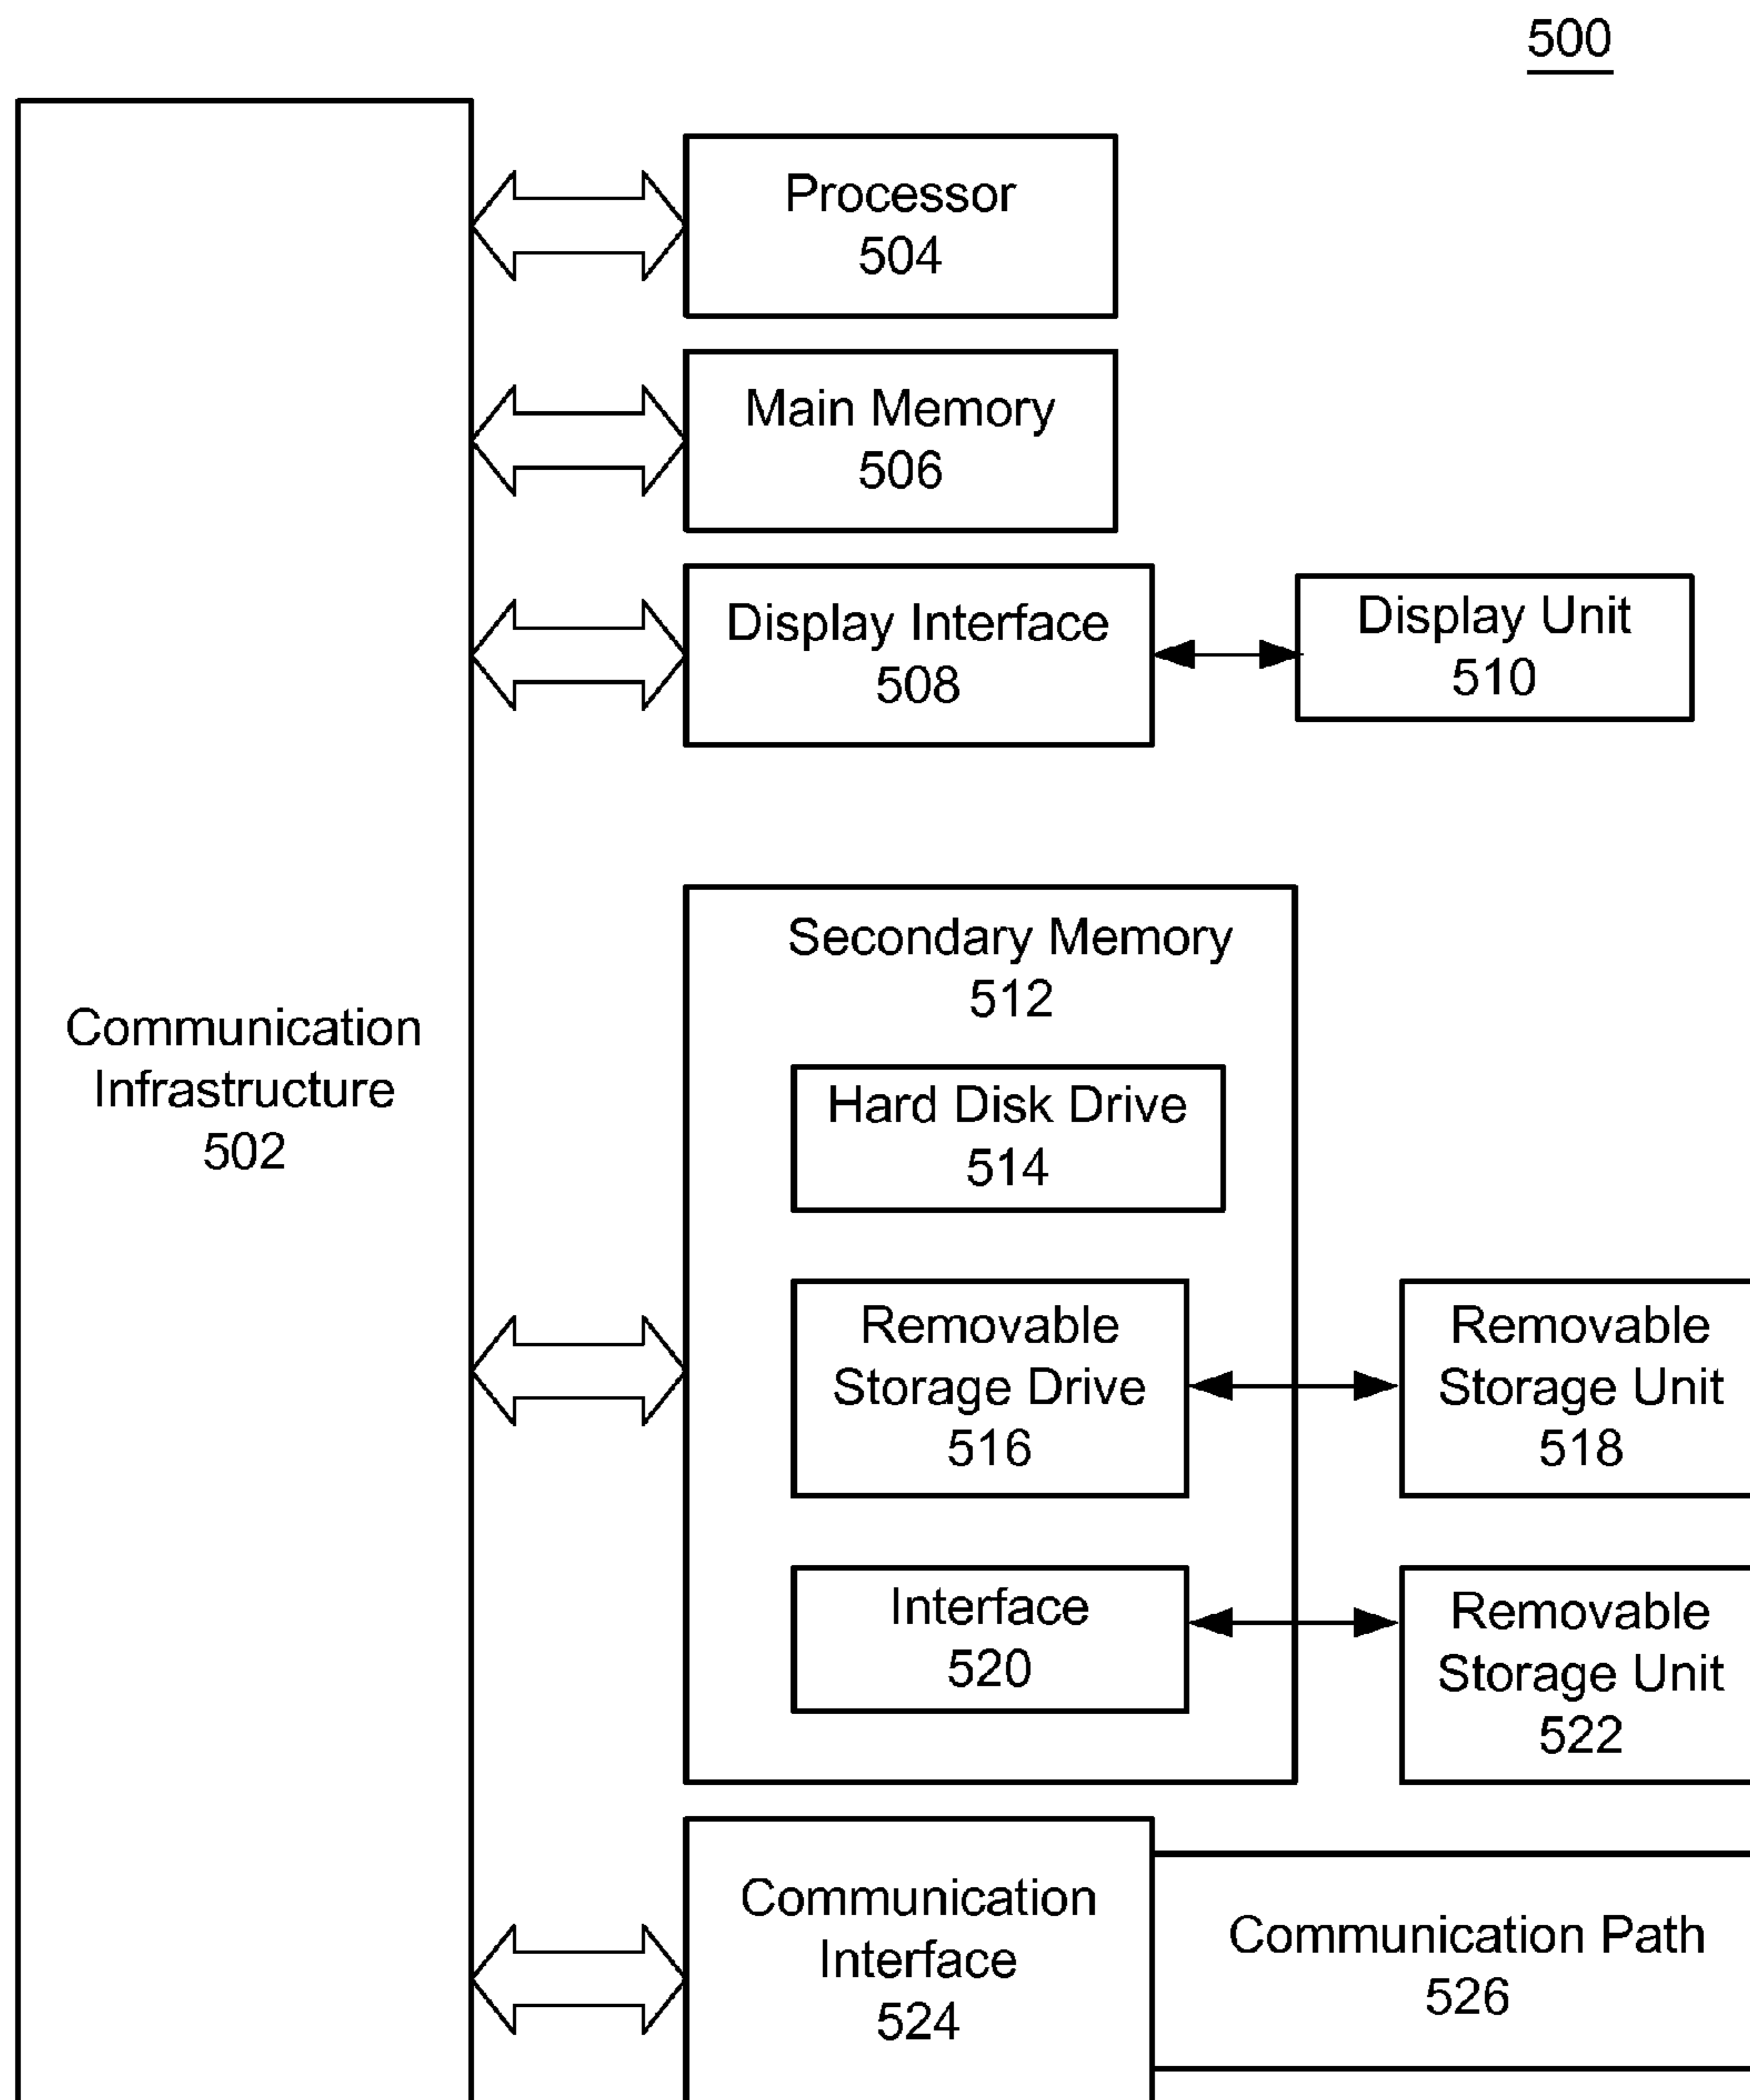 500
Processor
504
Main Memory
506
Display Interface
508
Display Unit
510
Secondary Memory
512
Communication
Infrastructure
502
Hard Disk Drive
514
Removable
Storage Drive
516
Removable
Storage Unit
518
Interface
520
Removable
Storage Unit
522
Communication
Interface
524
Communication Path
526